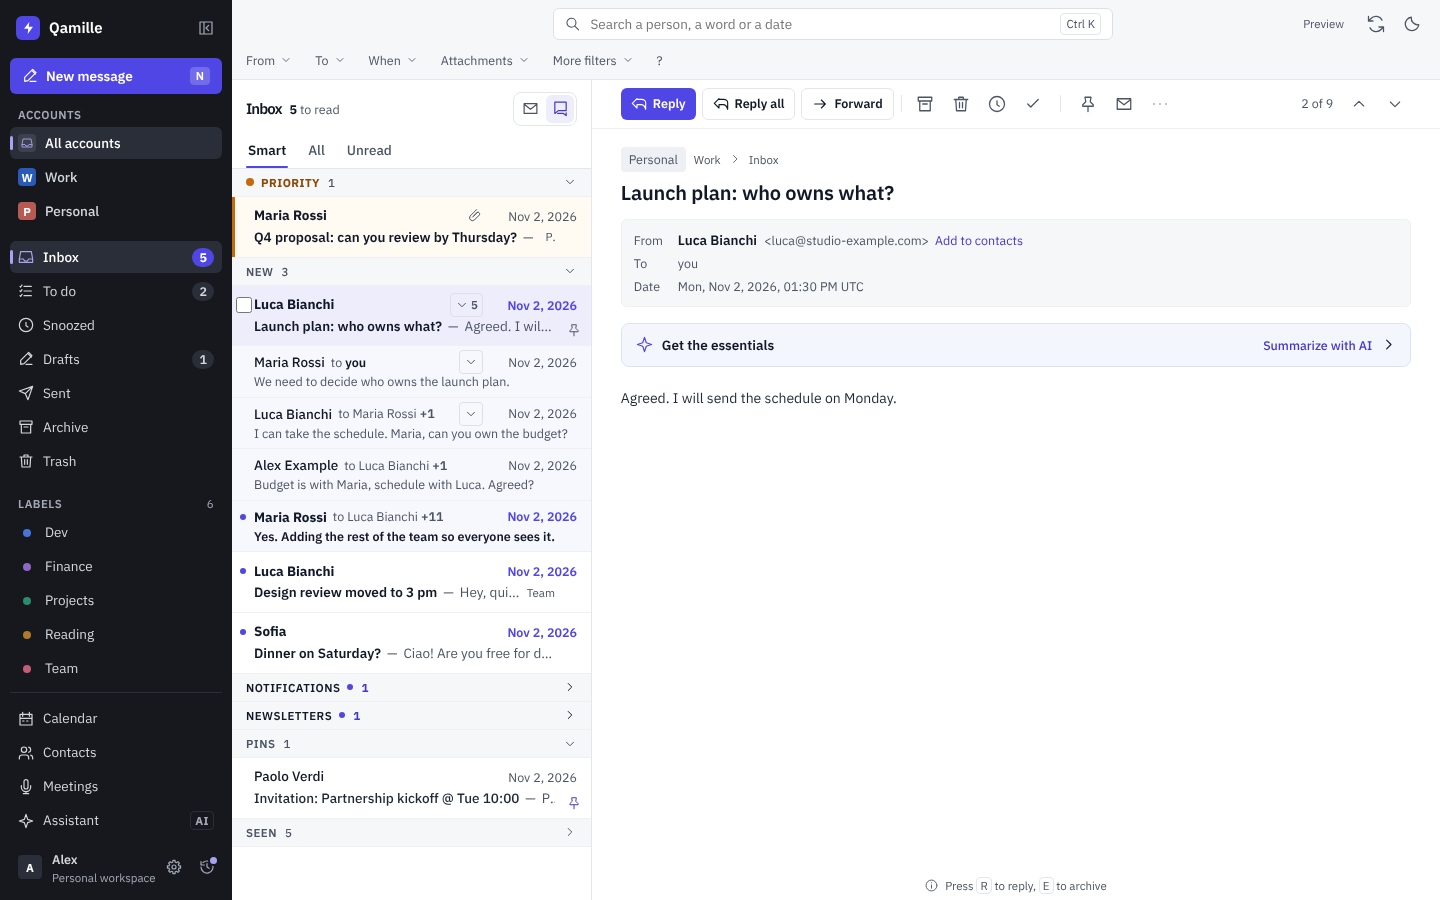 Qamille
New message N
ACCOUNTS
All accounts
W Work
P Personal
Inbox 5
To do 2
Snoozed
Drafts 1
Sent
Archive
Trash
LABELS 6
Dev
Finance
Projects
Reading
Team
Calendar
Contacts
Meetings
Assistant AI
A Alex
Personal workspace
Search a person, a word or a date Ctrl K
Preview
From To When Attachments More filters ?
Inbox 5 to read
Smart All Unread
PRIORITY 1
Maria Rossi Nov 2, 2026
Q4 proposal: can you review by Thursday? — P.
NEW 3
Luca Bianchi 5 Nov 2, 2026
Launch plan: who owns what? — Agreed. I wil...
Maria Rossi to you Nov 2, 2026
We need to decide who owns the launch plan.
Luca Bianchi to Maria Rossi +1 Nov 2, 2026
I can take the schedule. Maria, can you own the budget?
Alex Example to Luca Bianchi +1 Nov 2, 2026
Budget is with Maria, schedule with Luca. Agreed?
Maria Rossi to Luca Bianchi +11 Nov 2, 2026
Yes. Adding the rest of the team so everyone sees it.
Luca Bianchi Nov 2, 2026
Design review moved to 3 pm — Hey, qui... Team
Sofia Nov 2, 2026
Dinner on Saturday? — Ciao! Are you free for d...
NOTIFICATIONS 1
NEWSLETTERS 1
PINS 1
Paolo Verdi Nov 2, 2026
Invitation: Partnership kickoff @ Tue 10:00 — P..
SEEN 5
Reply Reply all Forward 2 of 9
Personal Work Inbox
Launch plan: who owns what?
From Luca Bianchi <luca@studio-example.com> Add to contacts
To you
Date Mon, Nov 2, 2026, 01:30 PM UTC
Get the essentials Summarize with AI
Agreed. I will send the schedule on Monday.
Press R to reply, E to archive